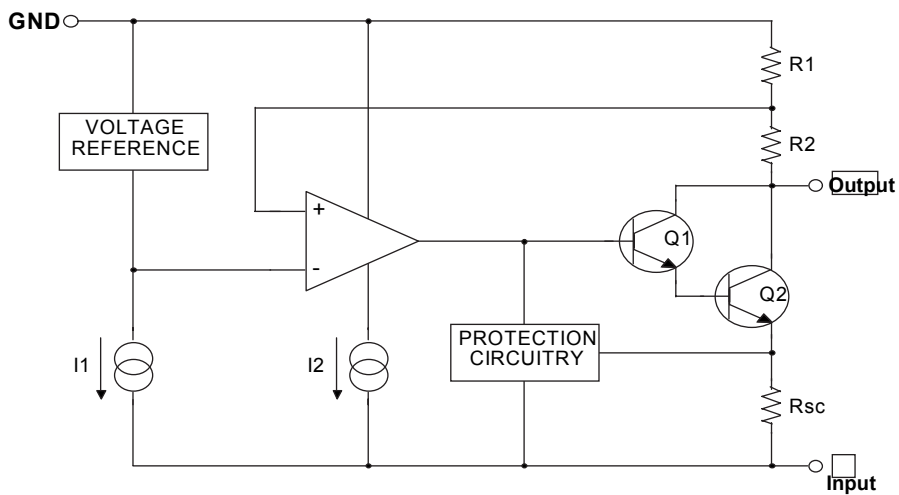 GND
R1
VOLTAGE
REFERENCE
R2
Output
+
Q1
-
Q2
PROTECTION
CIRCUITRY
I1
I2
Rsc
Input